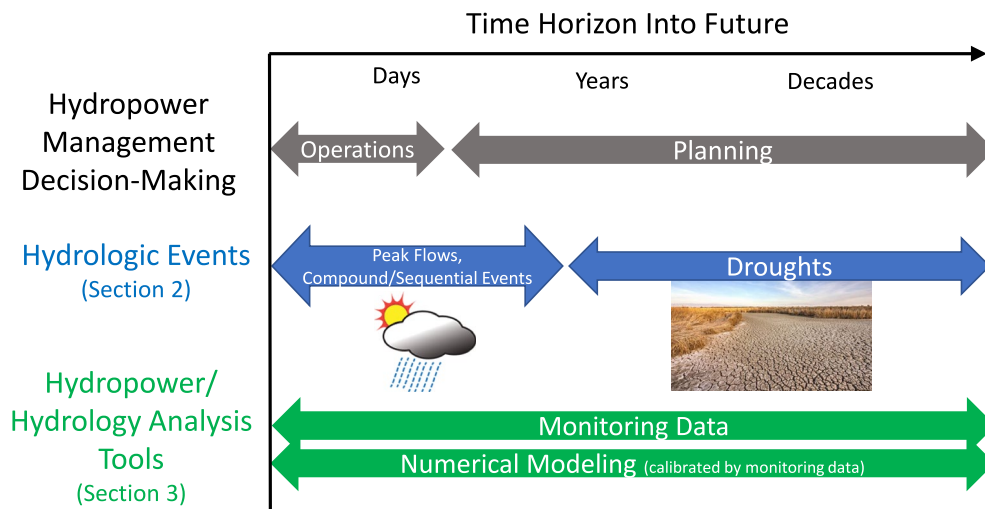 Time Horizon Into Future
Days
Years
Decades
Hydropower
Management
Decision-Making
Operations
Planning
Hydrologic Events
(Section 2)
Peak Flows,
Compound/Sequential Events
Droughts
Hydropower/
Hydrology Analysis
Tools
(Section 3)
Monitoring Data
Numerical Modeling (calibrated by monitoring data)